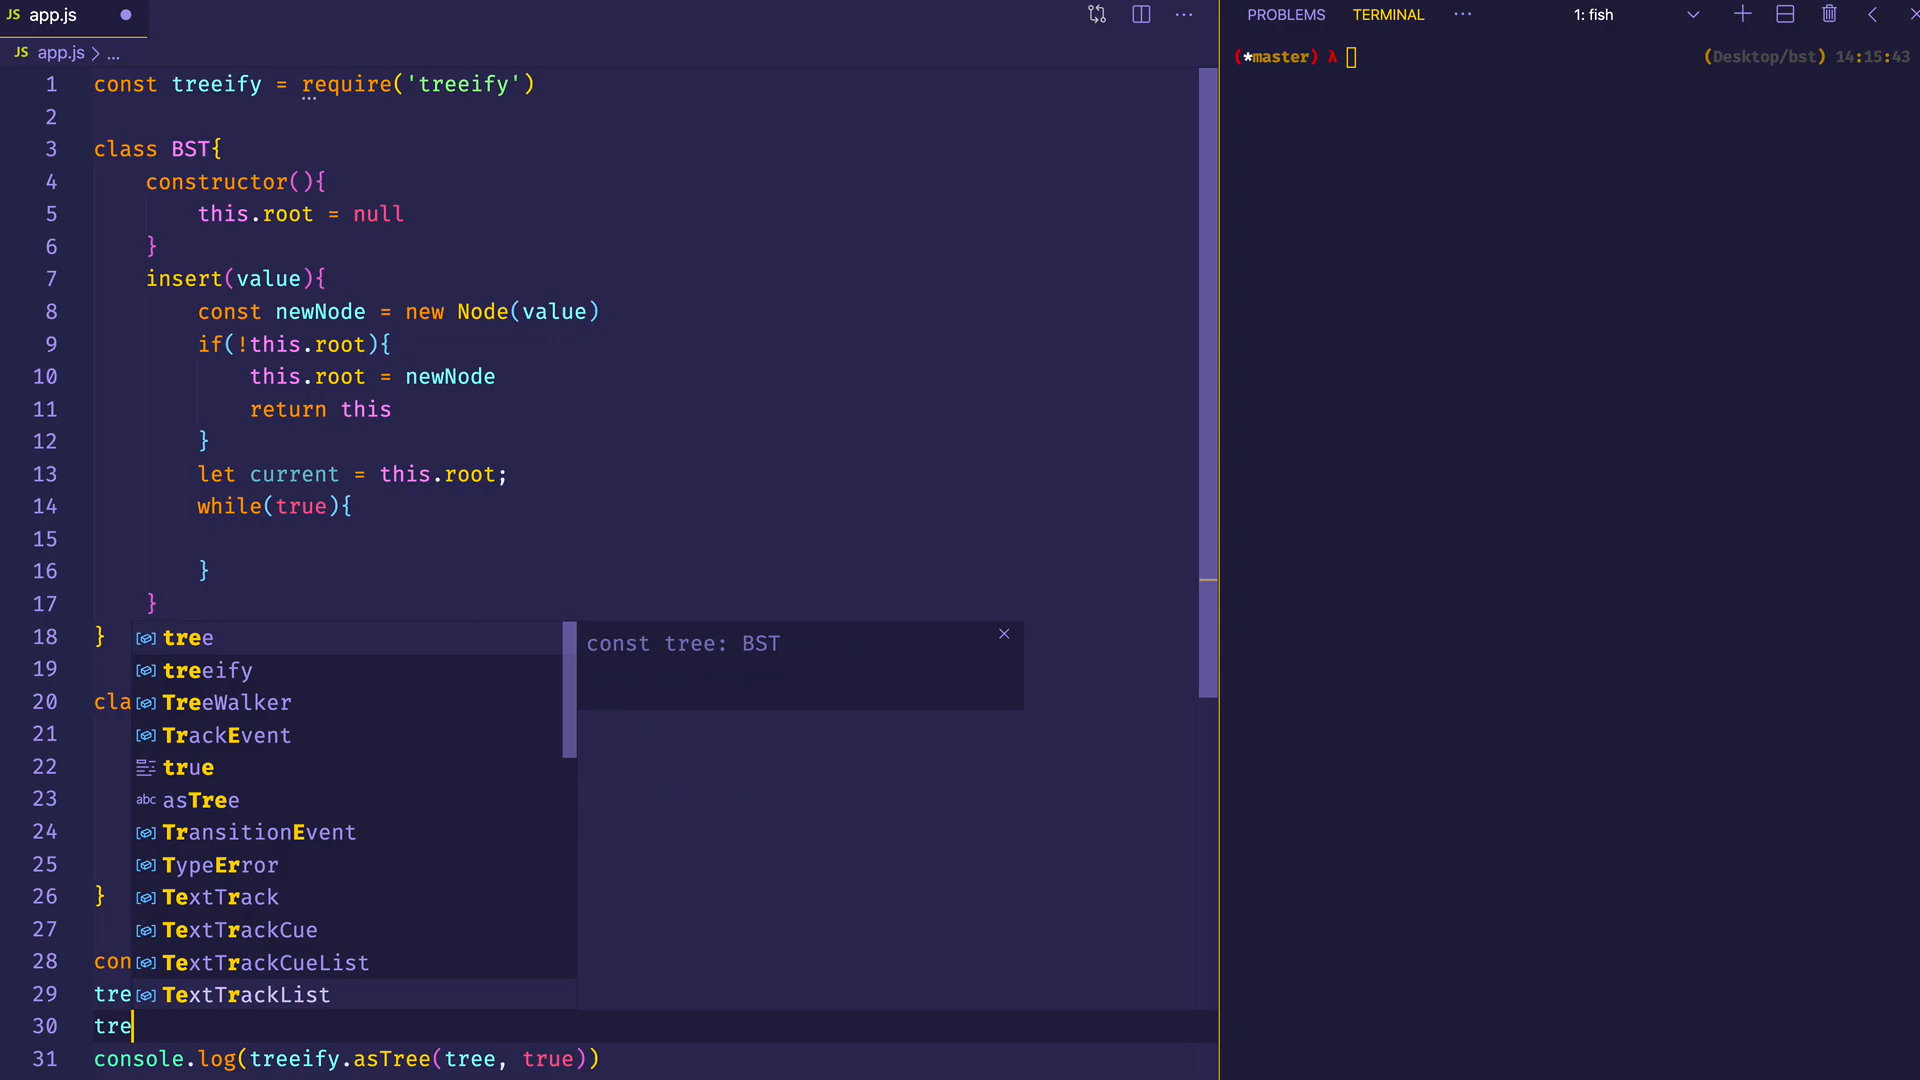 JS app.js
JS app.js > ...
1 const treeify = require('treeify')
2
3 class BST{
4 constructor(){
5 this.root = null
6 }
7 insert(value){
8 const newNode = new Node(value)
9 if(!this.root){
10 this.root = newNode
11 return this
12 }
13 let current = this.root;
14 while(true){
15
16 }
17 }
18 }
19
20 cla
21
22
23
24
25
26 }
27
28 con
29 tre
30 tre
31 console.log(treeify.asTree(tree, true))
tree
treeify
TreeWalker
TrackEvent
true
abc asTree
TransitionEvent
TypeError
TextTrack
TextTrackCue
TextTrackCueList
TextTrackList
const tree: BST
PROBLEMS TERMINAL ... 1: fish
(*master) λ (Desktop/bst) 14:15:43